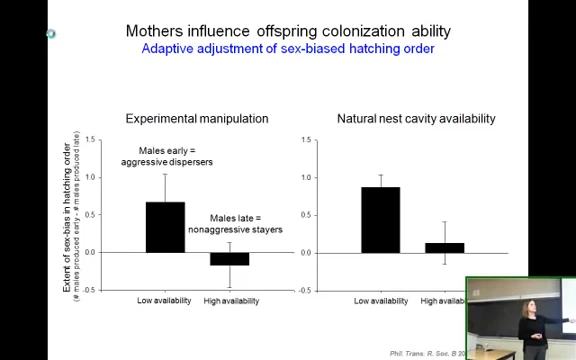 Mothers influence offspring colonization ability
Adaptive adjustment of sex-biased hatching order
Experimental manipulation
Natural nest cavity availability
Extent of sex-bias in hatching order
(# males produced early - # males produced late)
1.5
1.0
0.5
0.0
-0.5
Males early =
aggressive dispersers
Males late =
nonaggressive stayers
Low availability
High availability
1.5
1.0
0.5
0.0
-0.5
Low availability
High
Phil. Trans. R. Soc. B